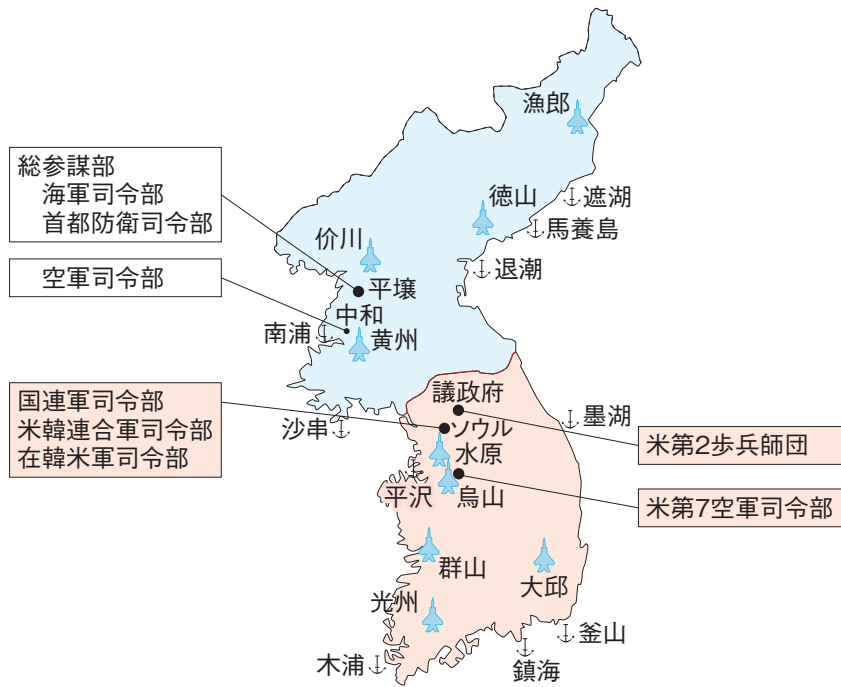 漁郎
総参謀部
海軍司令部
首都防衛司令部
徳山
遮湖
馬養島
价川
退潮
空軍司令部
平壌
中和
南浦
黄州
国連軍司令部
米韓連合軍司令部
在韓米軍司令部
議政府
沙串
ソウル
墨湖
米第2歩兵師団
水原
平沢
烏山
米第7空軍司令部
群山
大邱
光州
釜山
木浦
鎮海